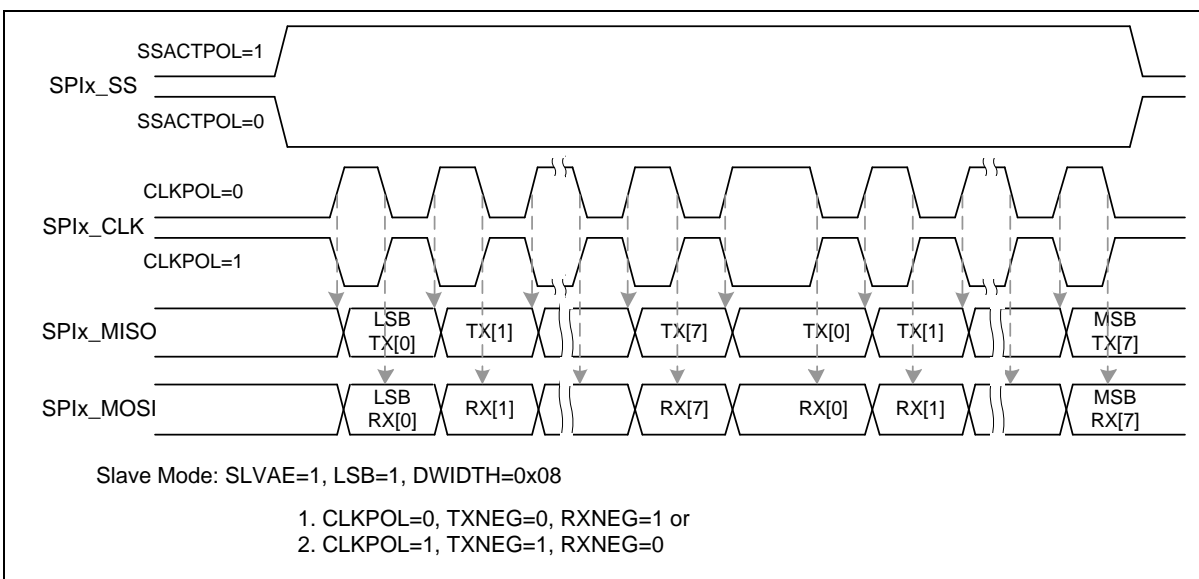 SSACTPOL=1
SPIx_SS
SSACTPOL=0
CLKPOL=0
SPIx_CLK
CLKPOL=1
SPIx_MISO
LSB
TX[0]
TX[1]
TX[7]
TX[0]
TX[1]
MSB
TX[7]
SPIx_MOSI
LSB
RX[0]
RX[1]
RX[7]
RX[0]
RX[1]
MSB
RX[7]
Slave Mode: SLVAE=1, LSB=1, DWIDTH=0x08
1. CLKPOL=0, TXNEG=0, RXNEG=1 or
2. CLKPOL=1, TXNEG=1, RXNEG=0